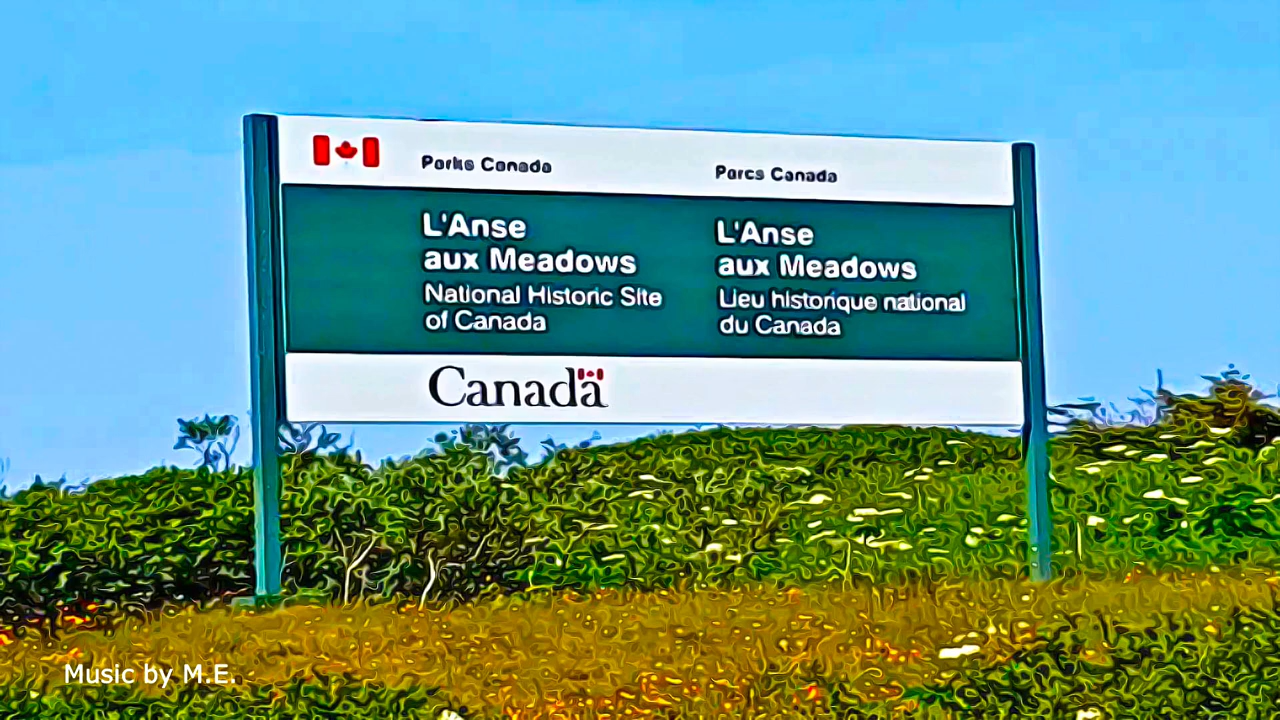 Parks Canada
Parcs Canada
L'Anse
aux Meadows
National Historic Site
of Canada
L'Anse
aux Meadows
Lieu historique national
du Canada
Canada
Music by M.E.